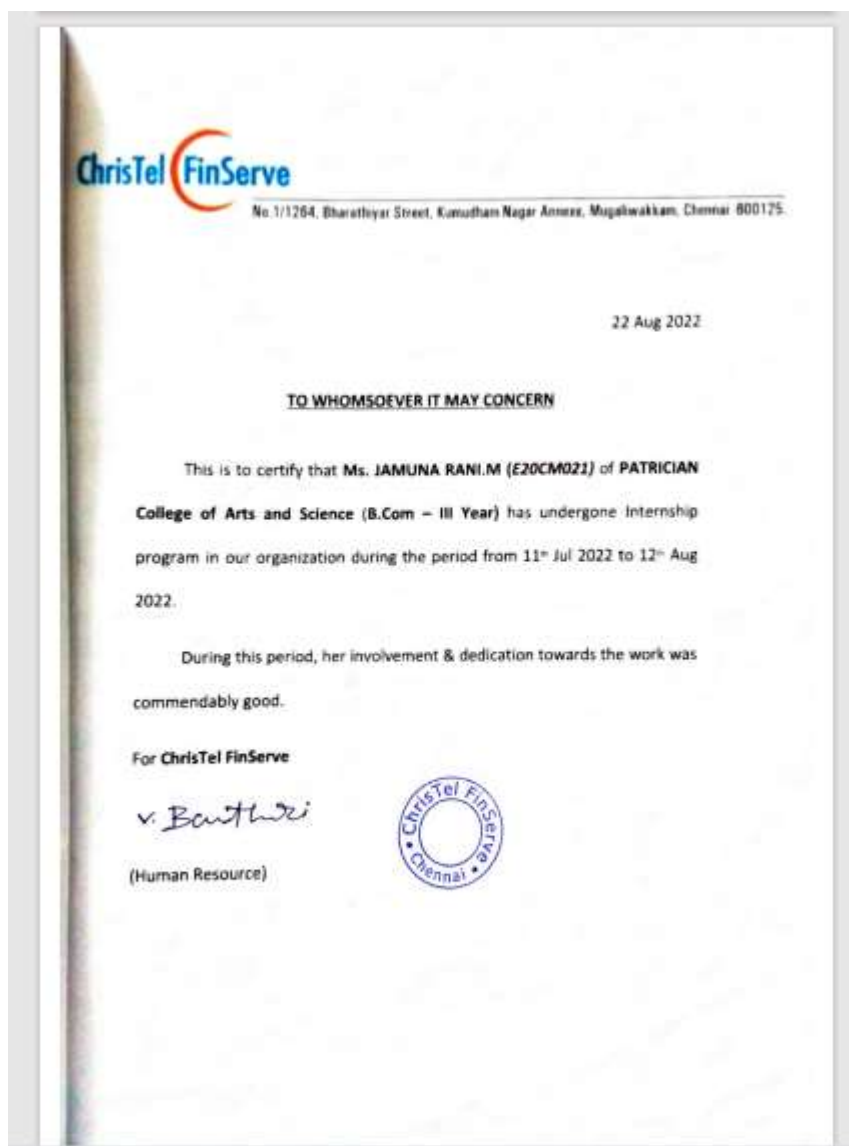 ChrisTel FinServe
No.1/1264, Bharathiyar Street, Kumudham Nagar Annexe, Mugaliwakkam, Chennai 600125.
22 Aug 2022
TO WHOMSOEVER IT MAY CONCERN
This is to certify that Ms. JAMUNA RANI.M (E20CM021) of PATRICIAN
College of Arts and Science (B.Com – III Year) has undergone Internship
program in our organization during the period from 11th Jul 2022 to 12th Aug
2022.
During this period, her involvement & dedication towards the work was
commendably good.
For ChrisTel FinServe
V.
(Human Resource)
ChrisTel FinServe
Chennai